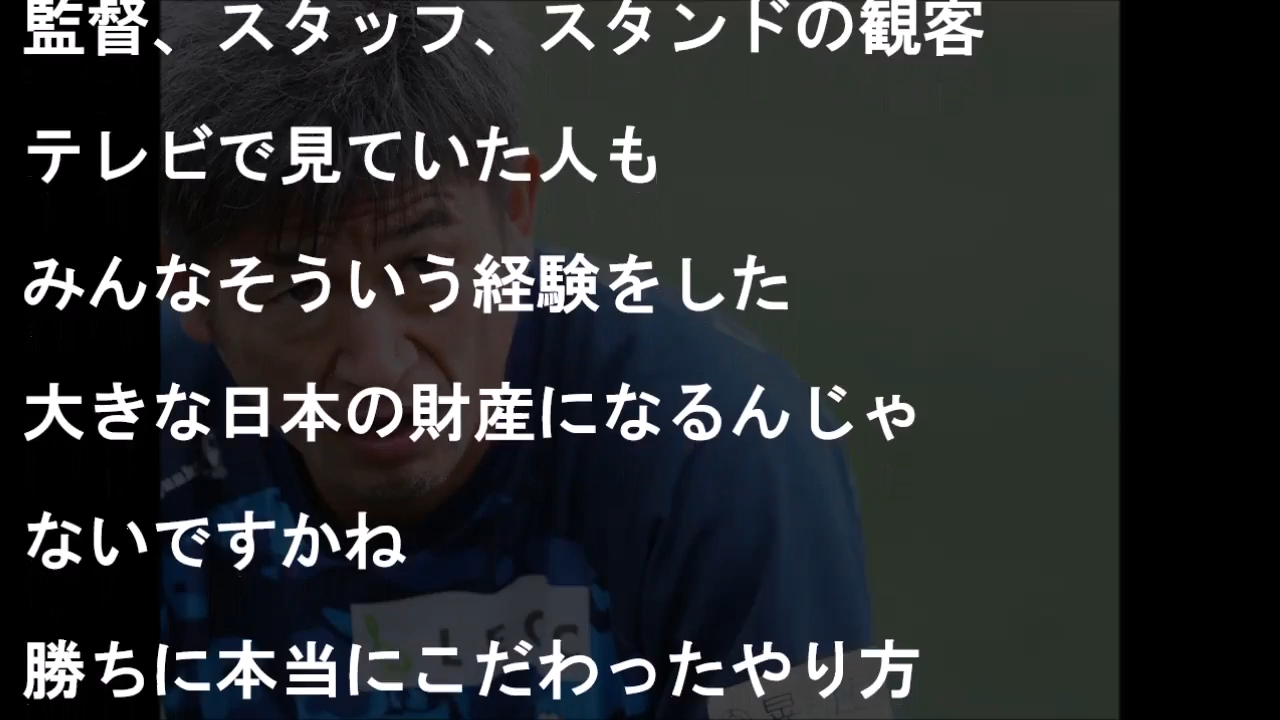 監督、スタッフ、スタンドの観客
テレビで見ていた人も
みんなそういう経験をした
大きな日本の財産になるんじゃ
ないですかね
勝ちに本当にこだわったやり方
LESC